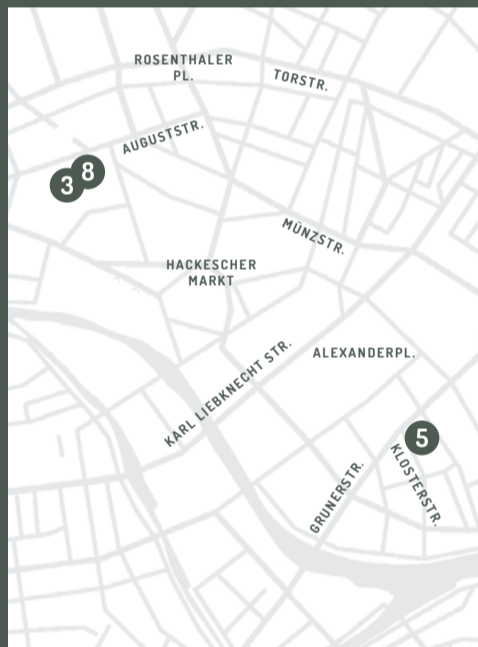 ROSENTHALER
PL.
TORSTR.
AUGUSTSTR.
8
3
MÜNZSTR.
HACKESCHER
MARKT
KARL LIEBKNECHT STR.
ALEXANDERPL.
5
KLOSTERSTR.
GRUNERSTR.